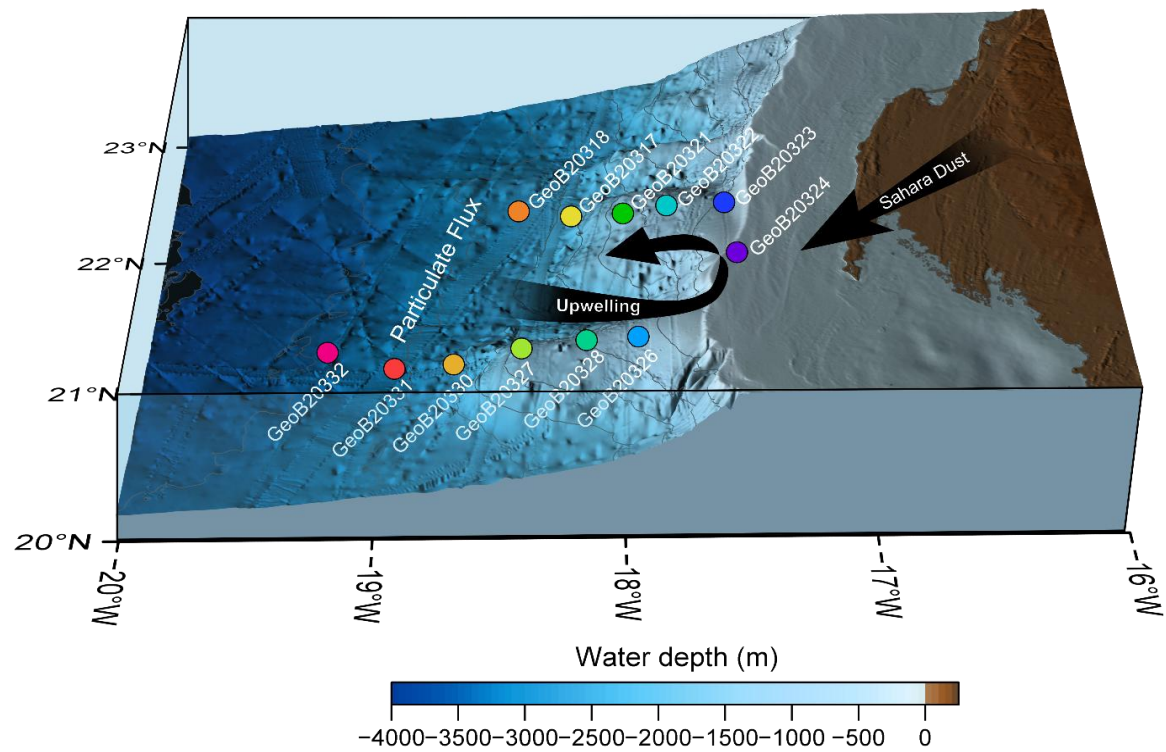 23°N
22°N
21°N
20°N
GeoB20318
GeoB20317
GeoB20321
GeoB20322
GeoB20323
GeoB20324
Sahara Dust
Particulate Flux
Upwelling
GeoB20332
GeoB20331
GeoB20330
GeoB20327
GeoB20328
GeoB20326
20°W
19°W
18°W
17°W
16°W
Water depth (m)
−4000 −3500 −3000 −2500 −2000 −1500 −1000 −500 0